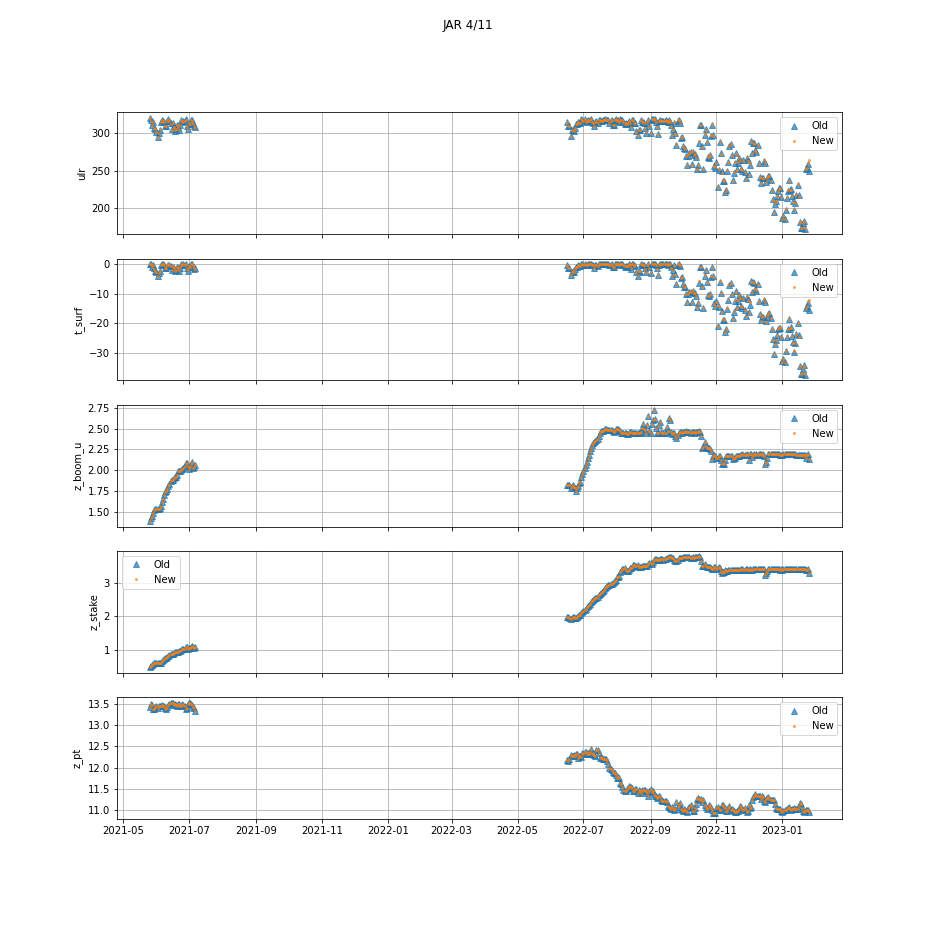 JAR 4/11
300
250
200
ulr
Old
New
0
−10
−20
−30
t_surf
Old
New
2.75
2.50
2.25
2.00
1.75
1.50
z_boom_u
Old
New
3
2
1
z_stake
Old
New
13.5
13.0
12.5
12.0
11.5
11.0
z_pt
Old
New
2021-05 2021-07 2021-09 2021-11 2022-01 2022-03 2022-05 2022-07 2022-09 2022-11 2023-01